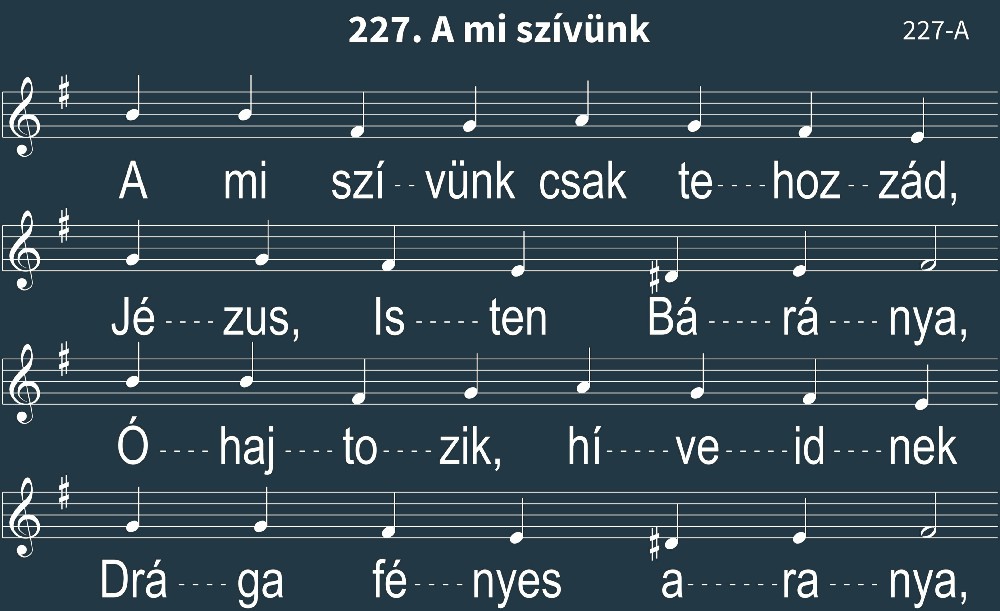 227. A mi szívünk
227-A
A mi szí--vünk csak te----hoz--zád,
Jé----zus, Is-----ten Bá-----rá----nya,
Ó----haj----to----zik, hí-----ve----id----nek
Drá----ga fé----nyes a-------ra----nya,